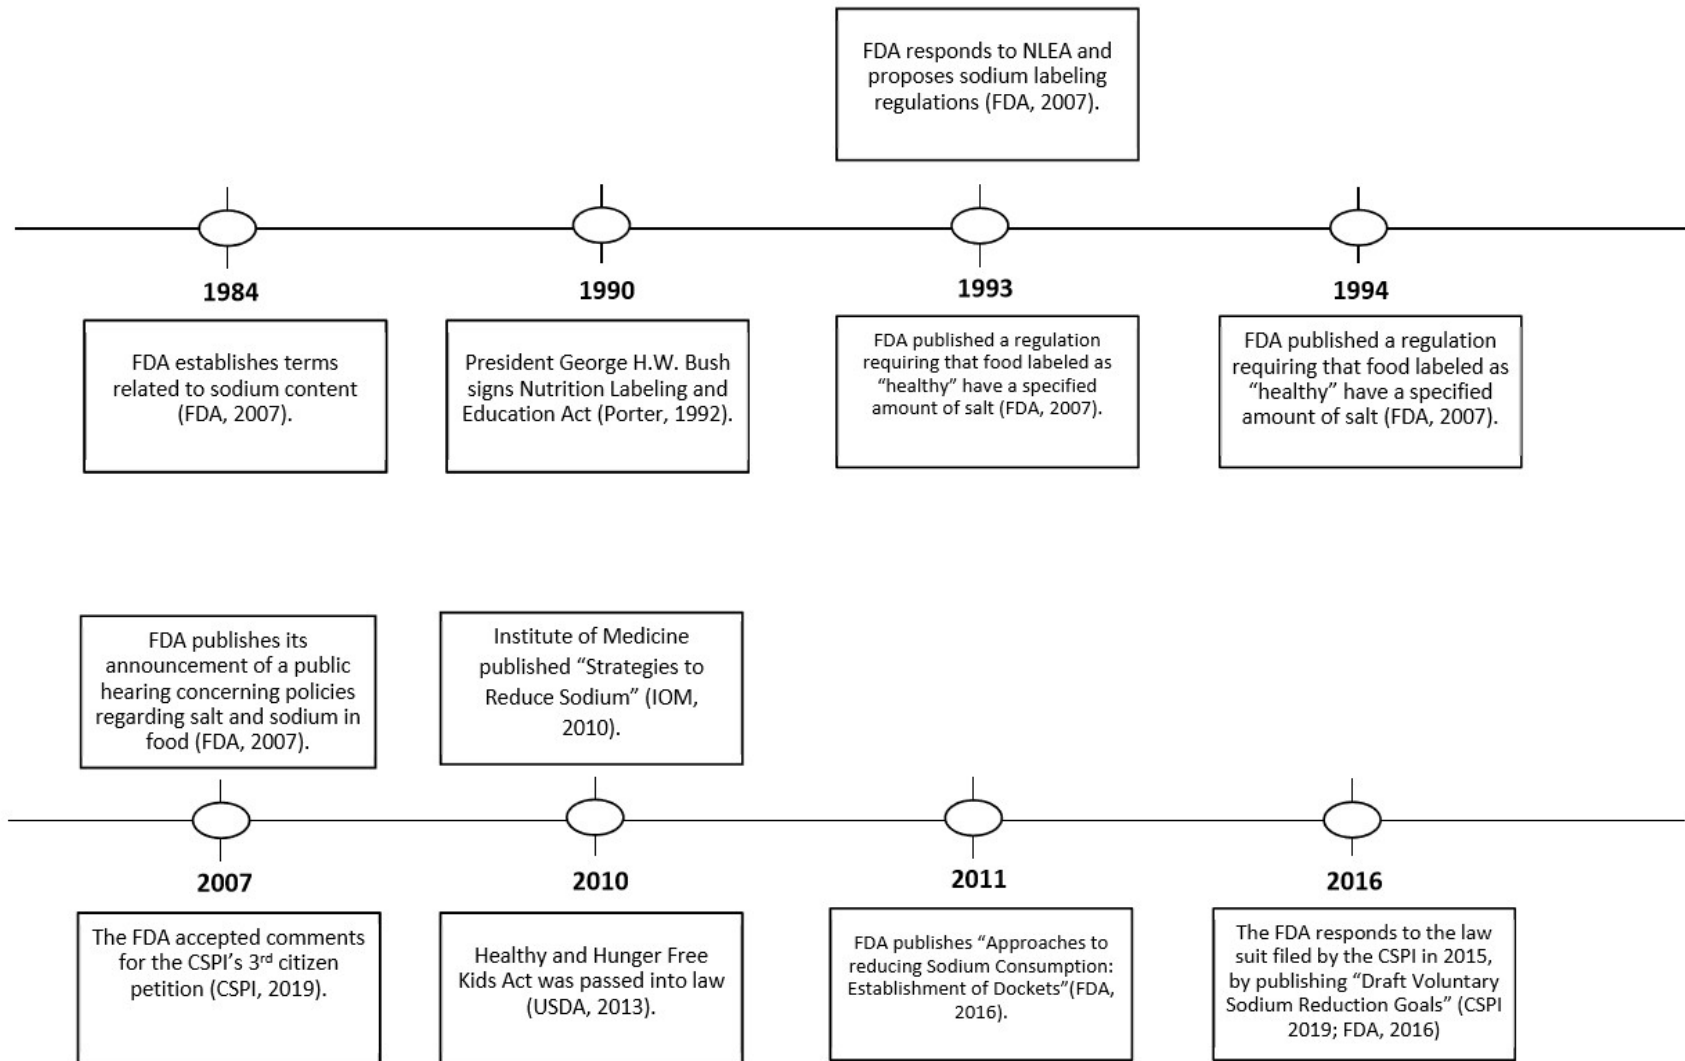 FDA responds to NLEA and
proposes sodium labeling
regulations (FDA, 2007).
1984
1990
1993
1994
FDA establishes terms
related to sodium content
(FDA, 2007).
President George H.W. Bush
signs Nutrition Labeling and
Education Act (Porter, 1992).
FDA published a regulation
requiring that food labeled as
“healthy” have a specified
amount of salt (FDA, 2007).
FDA published a regulation
requiring that food labeled as
“healthy” have a specified
amount of salt (FDA, 2007).
FDA publishes its
announcement of a public
hearing concerning policies
regarding salt and sodium in
food (FDA, 2007).
Institute of Medicine
published “Strategies to
Reduce Sodium” (IOM,
2010).
2007
2010
2011
2016
The FDA accepted comments
for the CSPI’s 3rd citizen
petition (CSPI, 2019).
Healthy and Hunger Free
Kids Act was passed into law
(USDA, 2013).
FDA publishes “Approaches to
reducing Sodium Consumption:
Establishment of Dockets”(FDA,
2016).
The FDA responds to the law
suit filed by the CSPI in 2015,
by publishing “Draft Voluntary
Sodium Reduction Goals” (CSPI
2019; FDA, 2016)